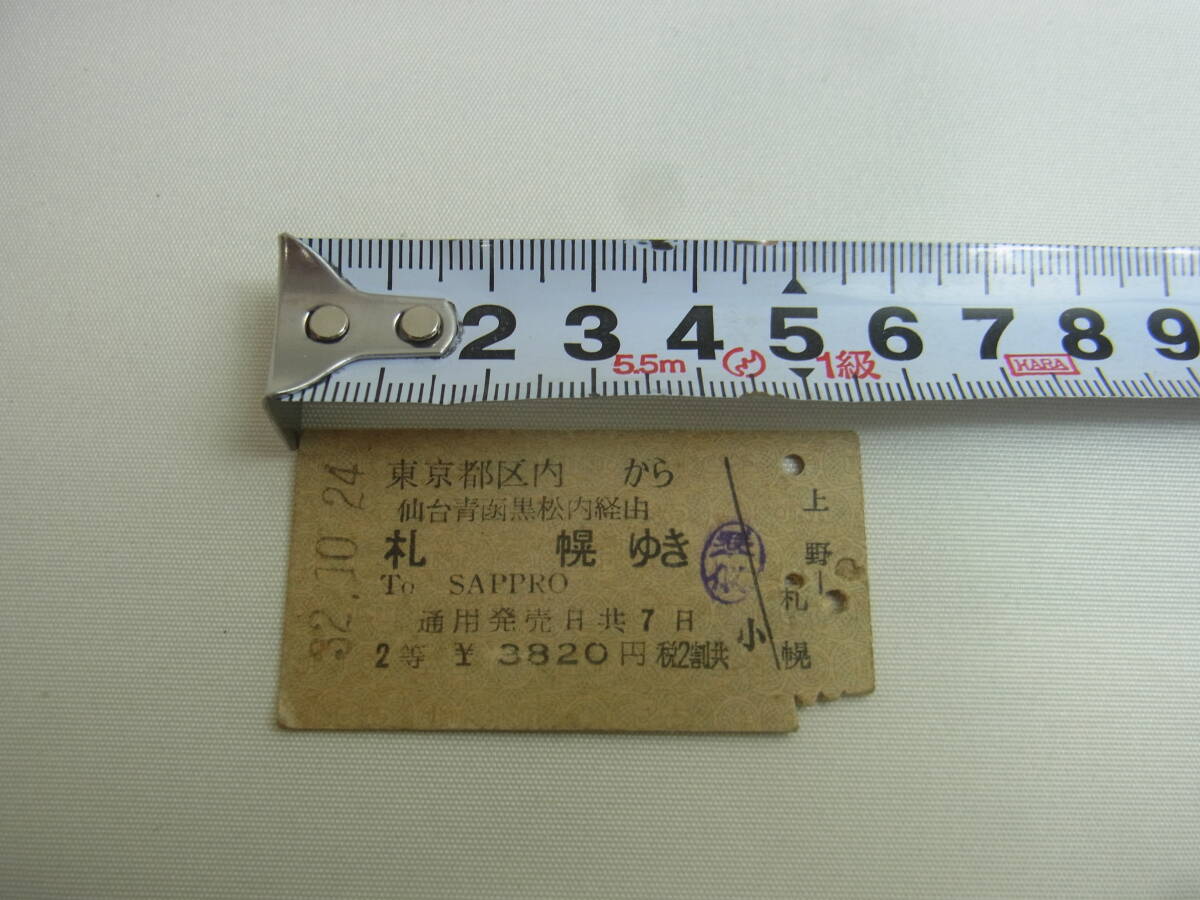 2 3 4 5 6 7 8 9
5.5m 1級 HARA
32.10.24
東京都区内 から
仙台青函黒松内経由
札 幌 ゆき
To SAPPRO
通用発売日共7日
2等 ¥ 3820円 税2割共
小
上野―札幌